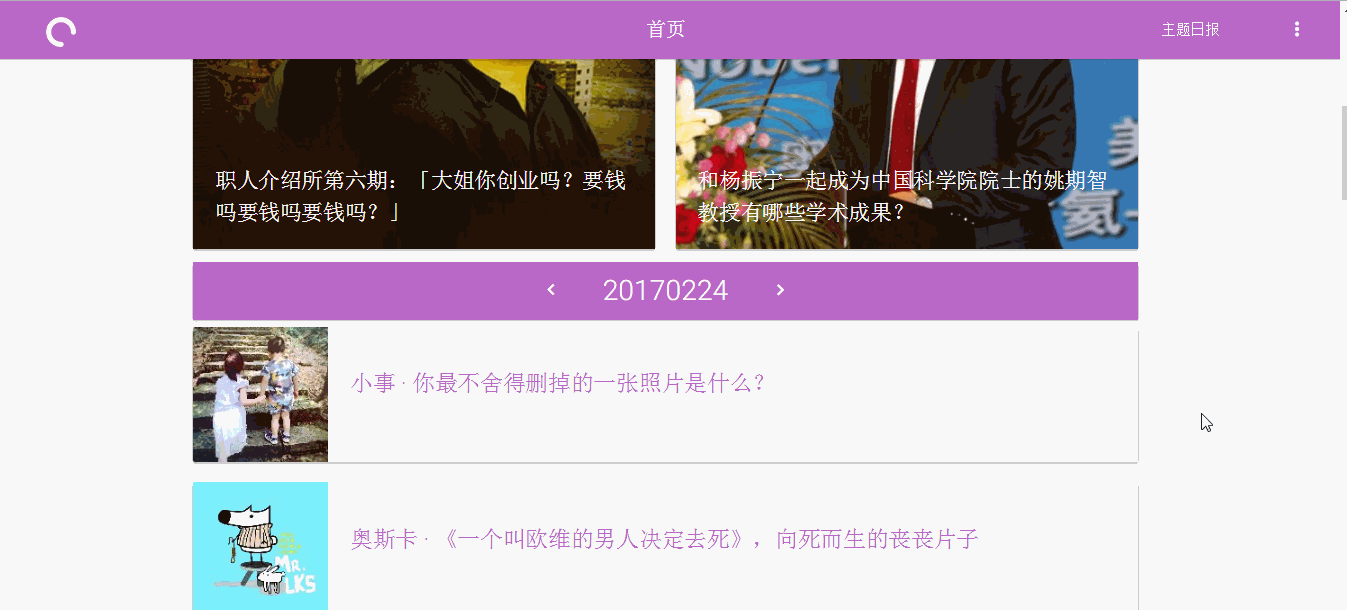 首页
主题日报
职人介绍所第六期：「大姐你创业吗？要钱
吗要钱吗要钱吗？」
和杨振宁一起成为中国科学院院士的姚期智
教授有哪些学术成果？
20170224
小事 · 你最不舍得删掉的一张照片是什么？
奥斯卡 · 《一个叫欧维的男人决定去死》，向死而生的丧丧片子
MR.
LKS